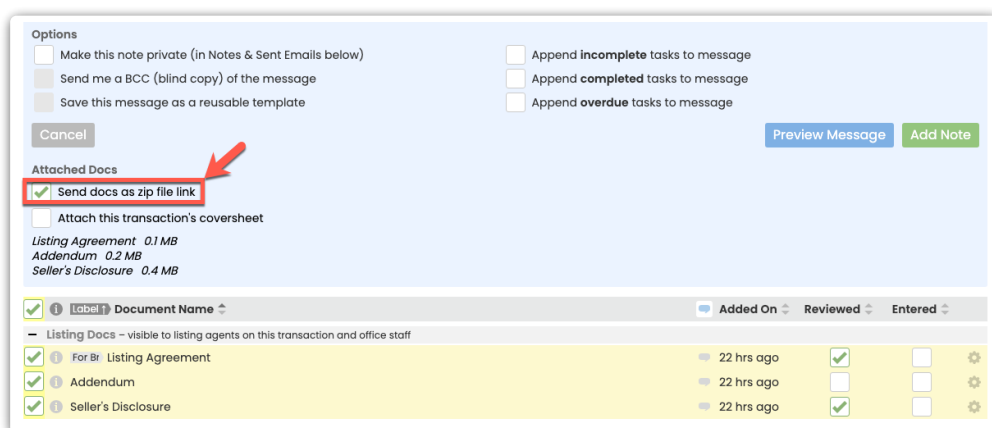 Options
Make this note private (in Notes & Sent Emails below)
Append incomplete tasks to message
Send me a BCC (blind copy) of the message
Append completed tasks to message
Save this message as a reusable template
Append overdue tasks to message
Cancel
Preview Message
Add Note
Attached Docs
Send docs as zip file link
Attach this transaction's coversheet
Listing Agreement 0.1 MB
Addendum 0.2 MB
Seller's Disclosure 0.4 MB
Label Document Name Added On Reviewed Entered
– Listing Docs – visible to listing agents on this transaction and office staff
For Br Listing Agreement 22 hrs ago
Addendum 22 hrs ago
Seller's Disclosure 22 hrs ago